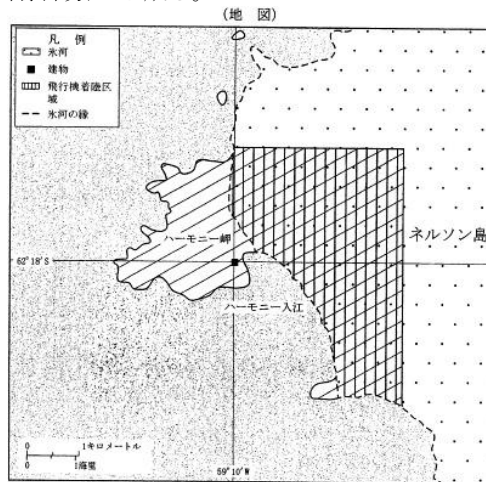 (地 図)
凡 例
氷河
建物
飛行機着陸区
域
氷河の縁
ハーモニー岬
ネルソン島
62°18'S
ハーモニー入江
0 1キロメートル
0 1海里
59°10'W